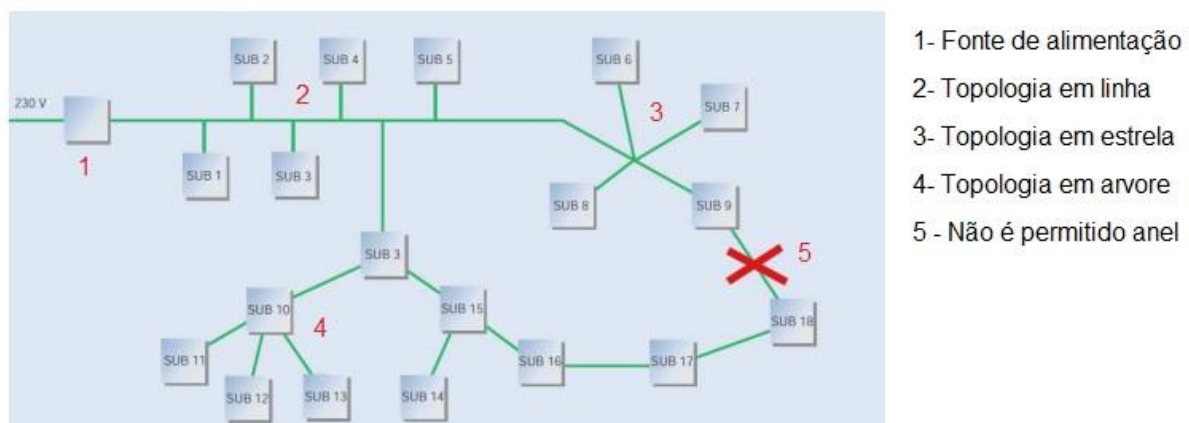 230 V
1
SUB 2
2
SUB 4
SUB 5
SUB 1
SUB 3
SUB 6
3
SUB 7
SUB 8
SUB 9
5
SUB 3
SUB 10
4
SUB 15
SUB 11
SUB 12
SUB 13
SUB 14
SUB 16
SUB 17
SUB 18
1- Fonte de alimentação
2- Topologia em linha
3- Topologia em estrela
4- Topologia em arvore
5 - Não é permitido anel